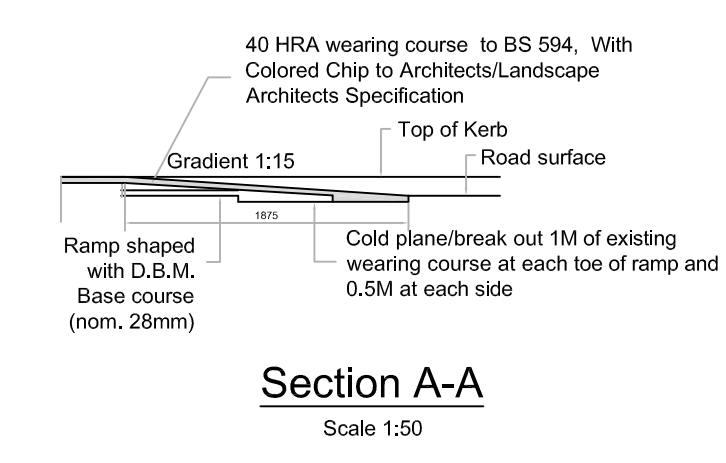 40 HRA wearing course to BS 594, With
Colored Chip to Architects/Landscape
Architects Specification
Top of Kerb
Gradient 1:15
Road surface
1875
Ramp shaped
with D.B.M.
Base course
(nom. 28mm)
Cold plane/break out 1M of existing
wearing course at each toe of ramp and
0.5M at each side
Section A-A
Scale 1:50